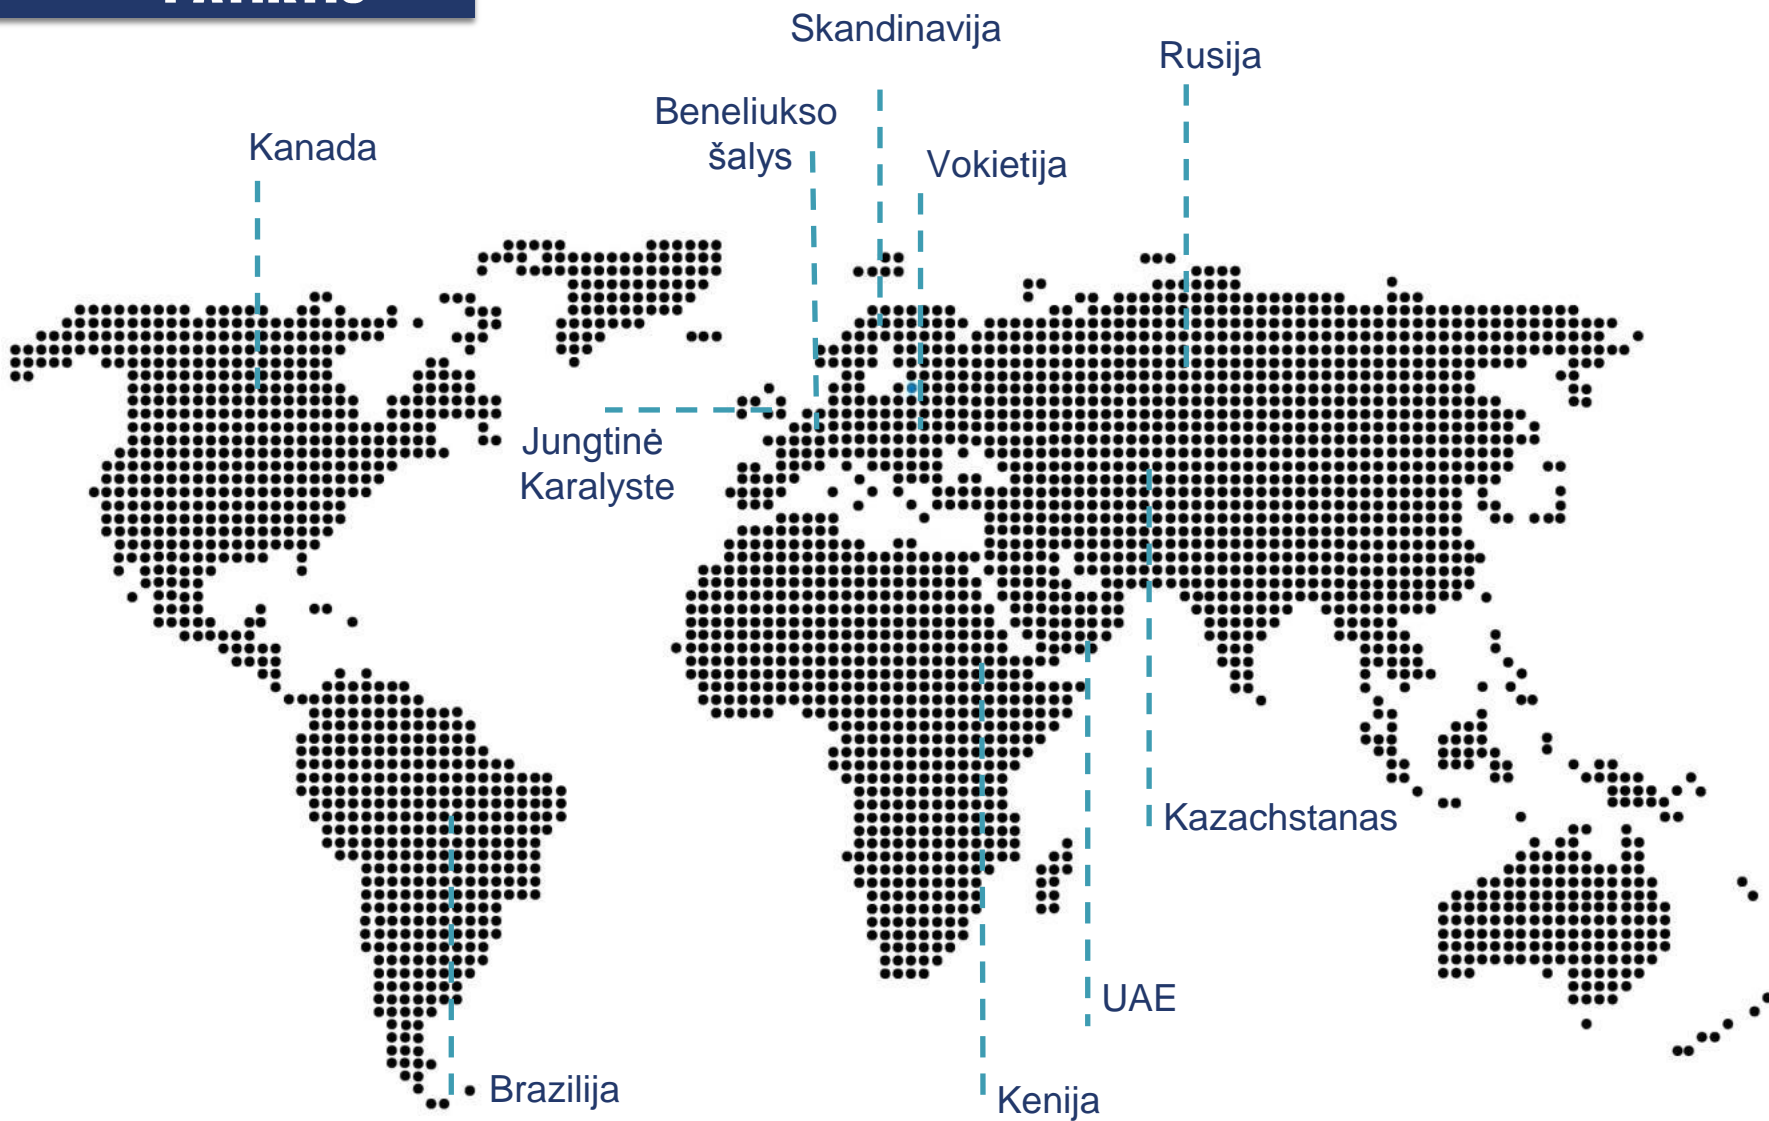 Skandinavija
Rusija
Beneliukso
šalys
Kanada
Vokietija
Jungtinė
Karalyste
Kazachstanas
UAE
Brazilija
Kenija